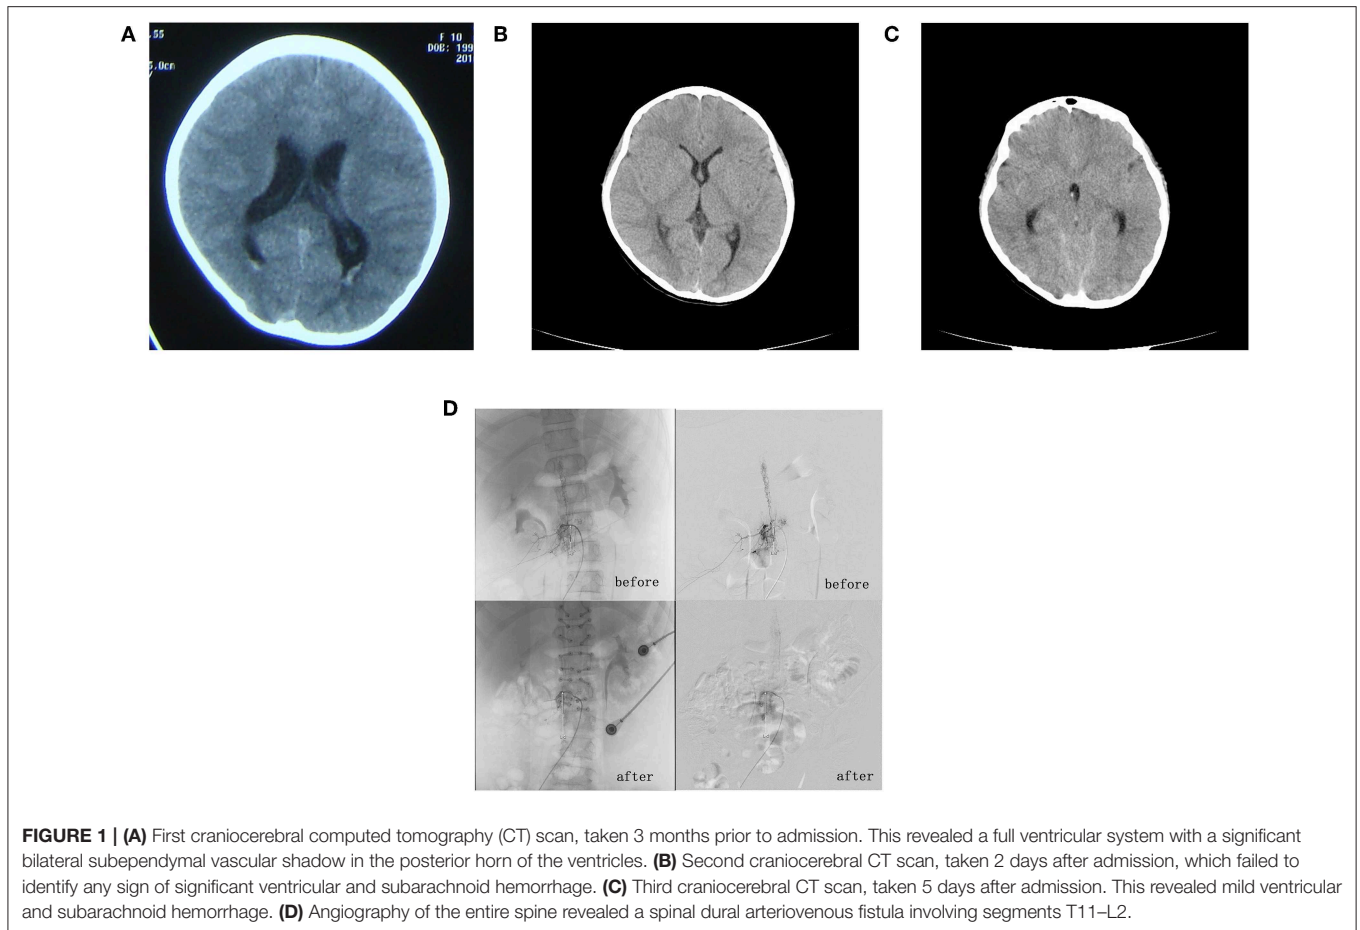 A
B
C
.55
F 10
DOB: 199
201
5.0cm
D
before
before
after
after
FIGURE 1 | (A) First craniocerebral computed tomography (CT) scan, taken 3 months prior to admission. This revealed a full ventricular system with a significant
bilateral subependymal vascular shadow in the posterior horn of the ventricles. (B) Second craniocerebral CT scan, taken 2 days after admission, which failed to
identify any sign of significant ventricular and subarachnoid hemorrhage. (C) Third craniocerebral CT scan, taken 5 days after admission. This revealed mild ventricular
and subarachnoid hemorrhage. (D) Angiography of the entire spine revealed a spinal dural arteriovenous fistula involving segments T11–L2.